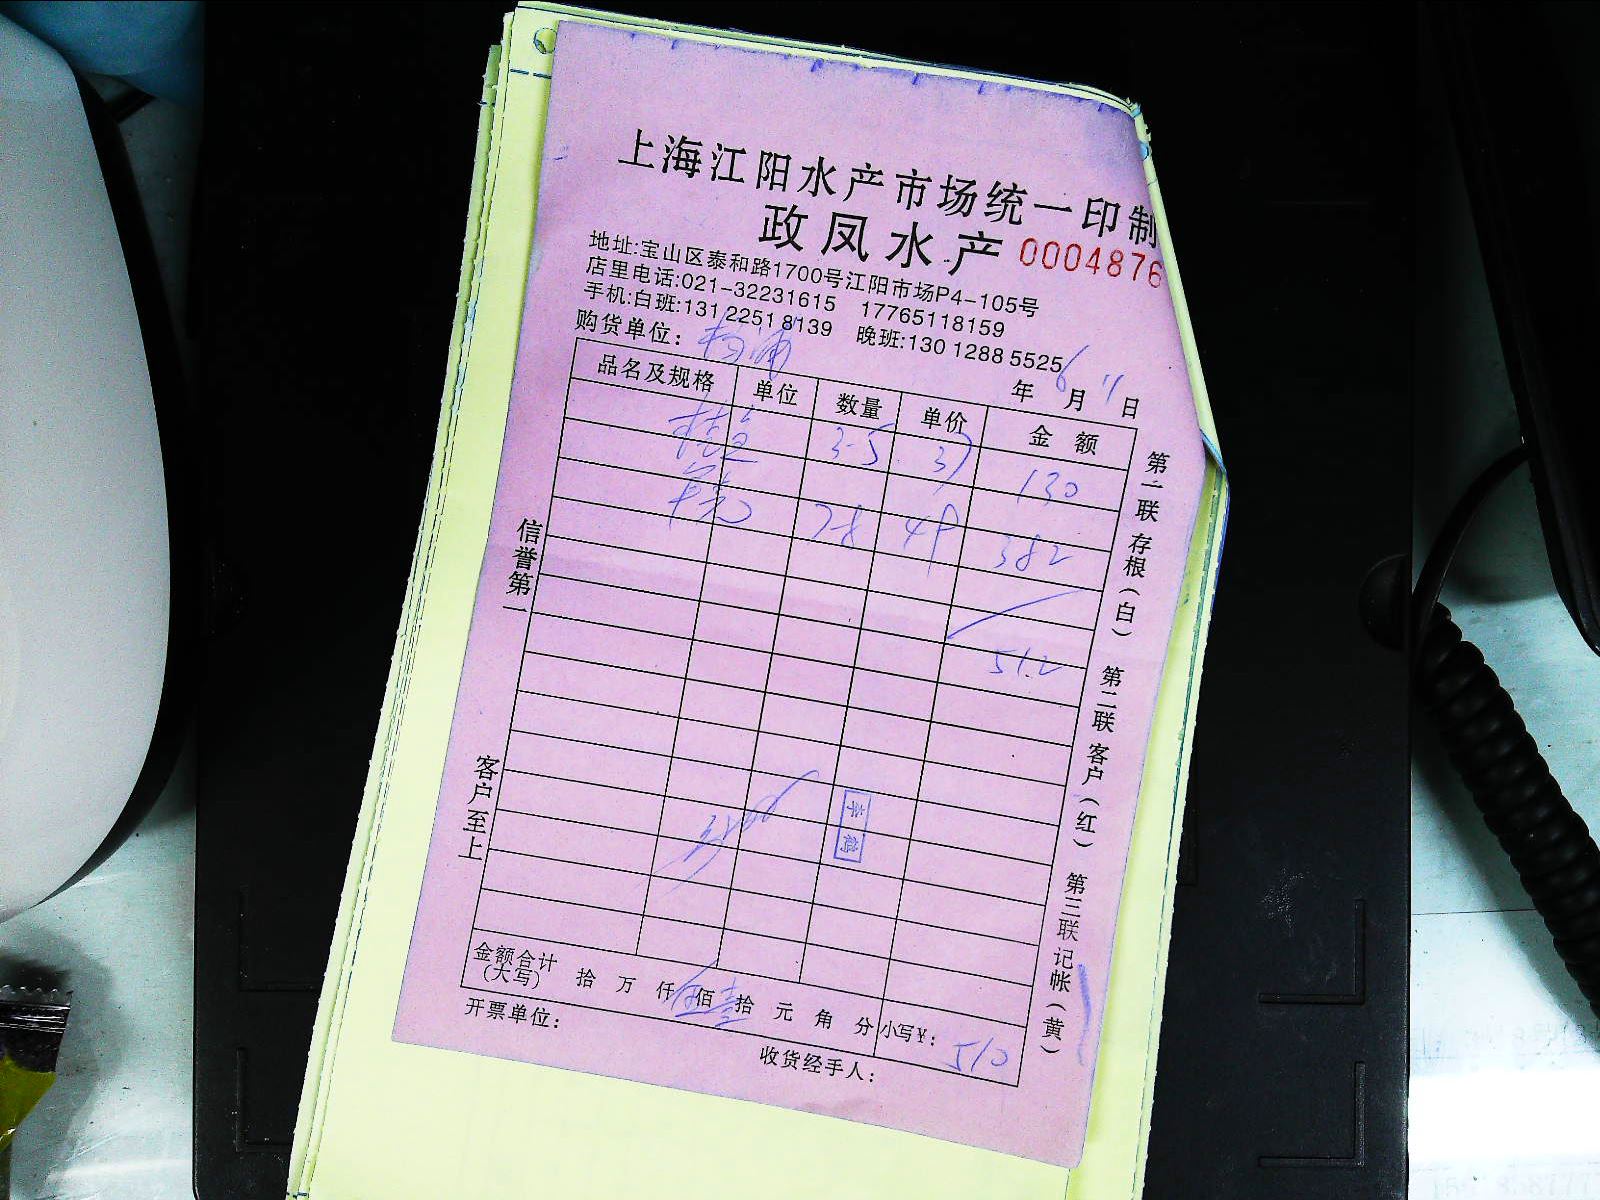 上海江阳水产市场统一印制
政凤水产 0004876
地址:宝山区泰和路1700号江阳市场P4-105号
店里电话:021-32231615 17765118159
手机:白班:131 2251 8139 晚班:130 1288 5525
购货单位: 杨浦 年 6 月 11 日
品名及规格 单位 数量 单价 金额
3.5 37 130
7.8 49 382
512
金额合计(大写) 拾 万 仟 伍 佰 壹 拾 元 角 分 小写¥: 510
开票单位:
收货经手人:
信誉第一
客户至上
第一联 存根(白) 第二联 客户(红) 第三联 记帐(黄)